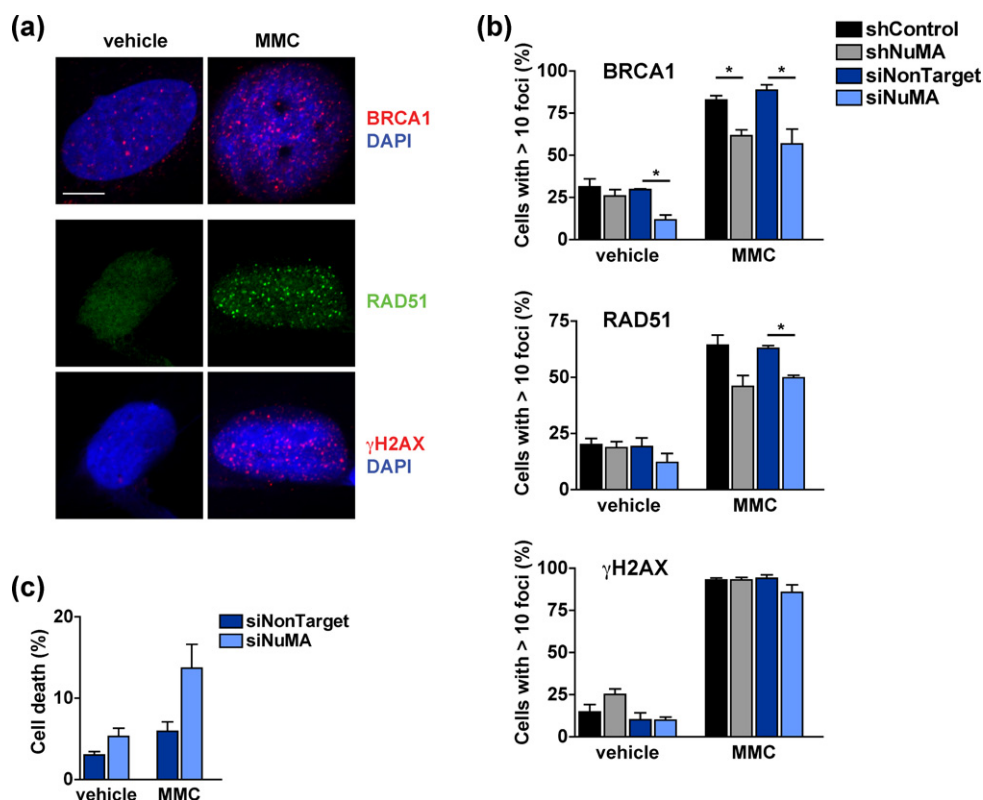 (a)
vehicle MMC
BRCA1
DAPI
RAD51
γH2AX
DAPI
(b)
shControl
shNuMA
siNonTarget
siNuMA
BRCA1
Cells with > 10 foci (%)
100
75
50
25
0
* * *
vehicle MMC
RAD51
Cells with > 10 foci (%)
75
50
25
0
*
vehicle MMC
γH2AX
Cells with > 10 foci (%)
100
75
50
25
0
vehicle MMC
(c)
siNonTarget
siNuMA
Cell death (%)
20
10
0
vehicle MMC